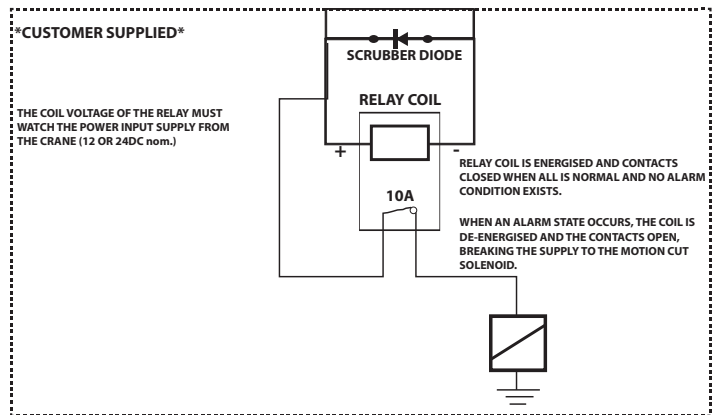 *CUSTOMER SUPPLIED*
SCRUBBER DIODE
THE COIL VOLTAGE OF THE RELAY MUST
WATCH THE POWER INPUT SUPPLY FROM
THE CRANE (12 OR 24DC nom.)
RELAY COIL
+
-
10A
RELAY COIL IS ENERGISED AND CONTACTS
CLOSED WHEN ALL IS NORMAL AND NO ALARM
CONDITION EXISTS.
WHEN AN ALARM STATE OCCURS, THE COIL IS
DE-ENERGISED AND THE CONTACTS OPEN,
BREAKING THE SUPPLY TO THE MOTION CUT
SOLENOID.